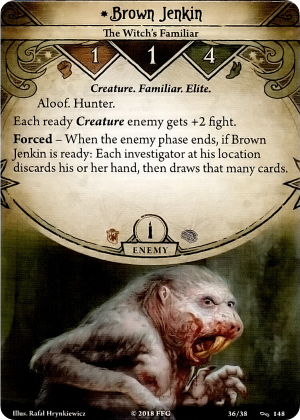 *Brown Jenkin
The Witch's Familiar
1 1 4
Creature. Familiar. Elite.
Aloof. Hunter.
Each ready Creature enemy gets +2 fight.
Forced – When the enemy phase ends, if Brown
Jenkin is ready: Each investigator at his location
discards his or her hand, then draws that many cards.
ENEMY
Illus. Rafał Hrynkiewicz © 2018 FFG 36/38 148